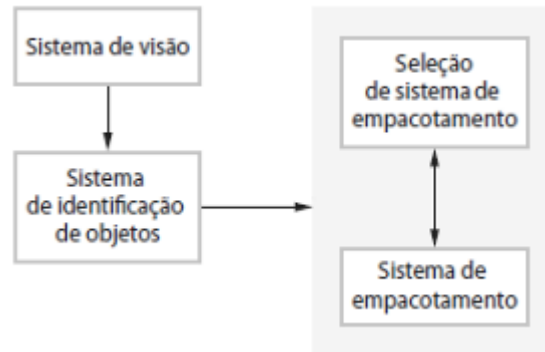 Sistema de visão
Sistema
de identificação
de objetos
Seleção
de sistema de
empacotamento
Sistema de
empacotamento